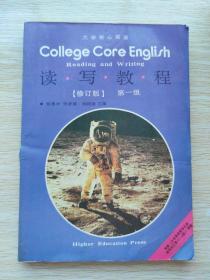 大学核心英语
College Core English
Reading and Writing
读·写·教·程
【修订版】 第一级
Higher Education Press